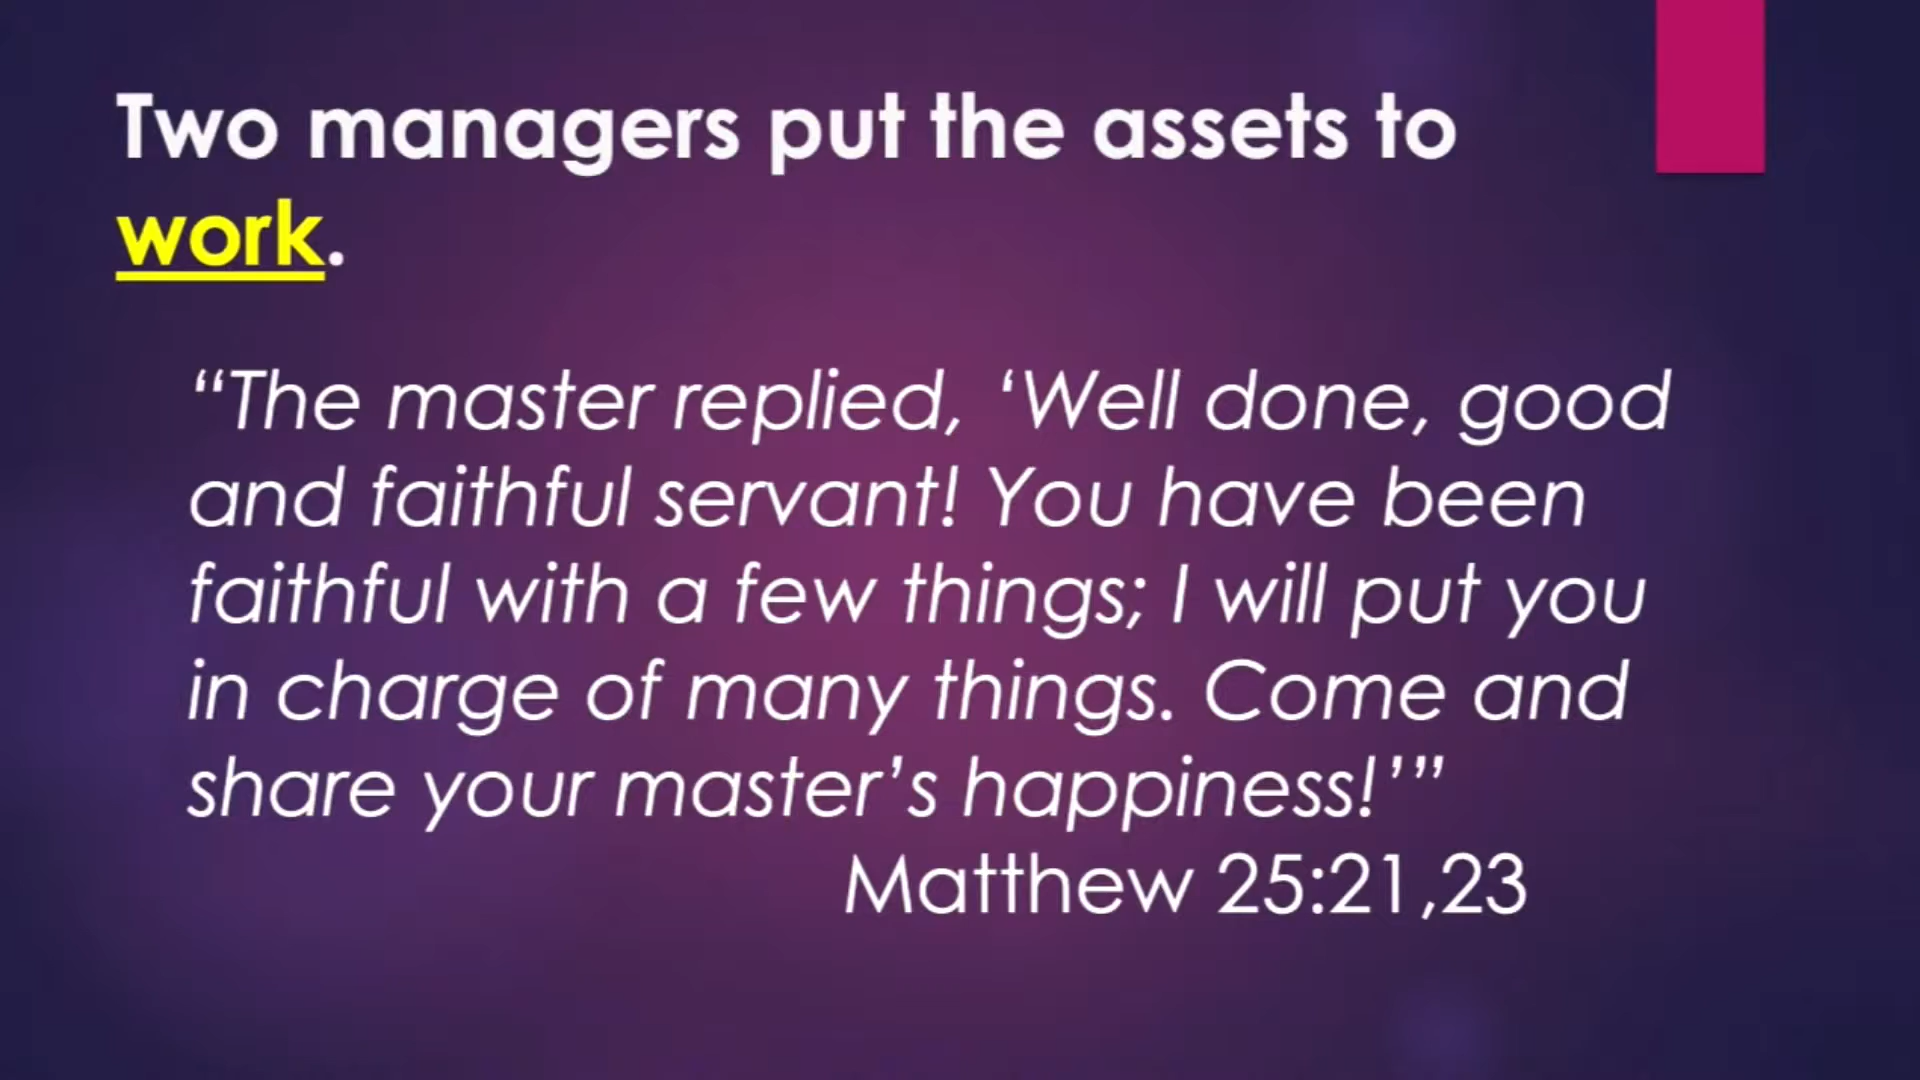 Two managers put the assets to
work.
“The master replied, ‘Well done, good
and faithful servant! You have been
faithful with a few things; I will put you
in charge of many things. Come and
share your master’s happiness!’”
Matthew 25:21,23